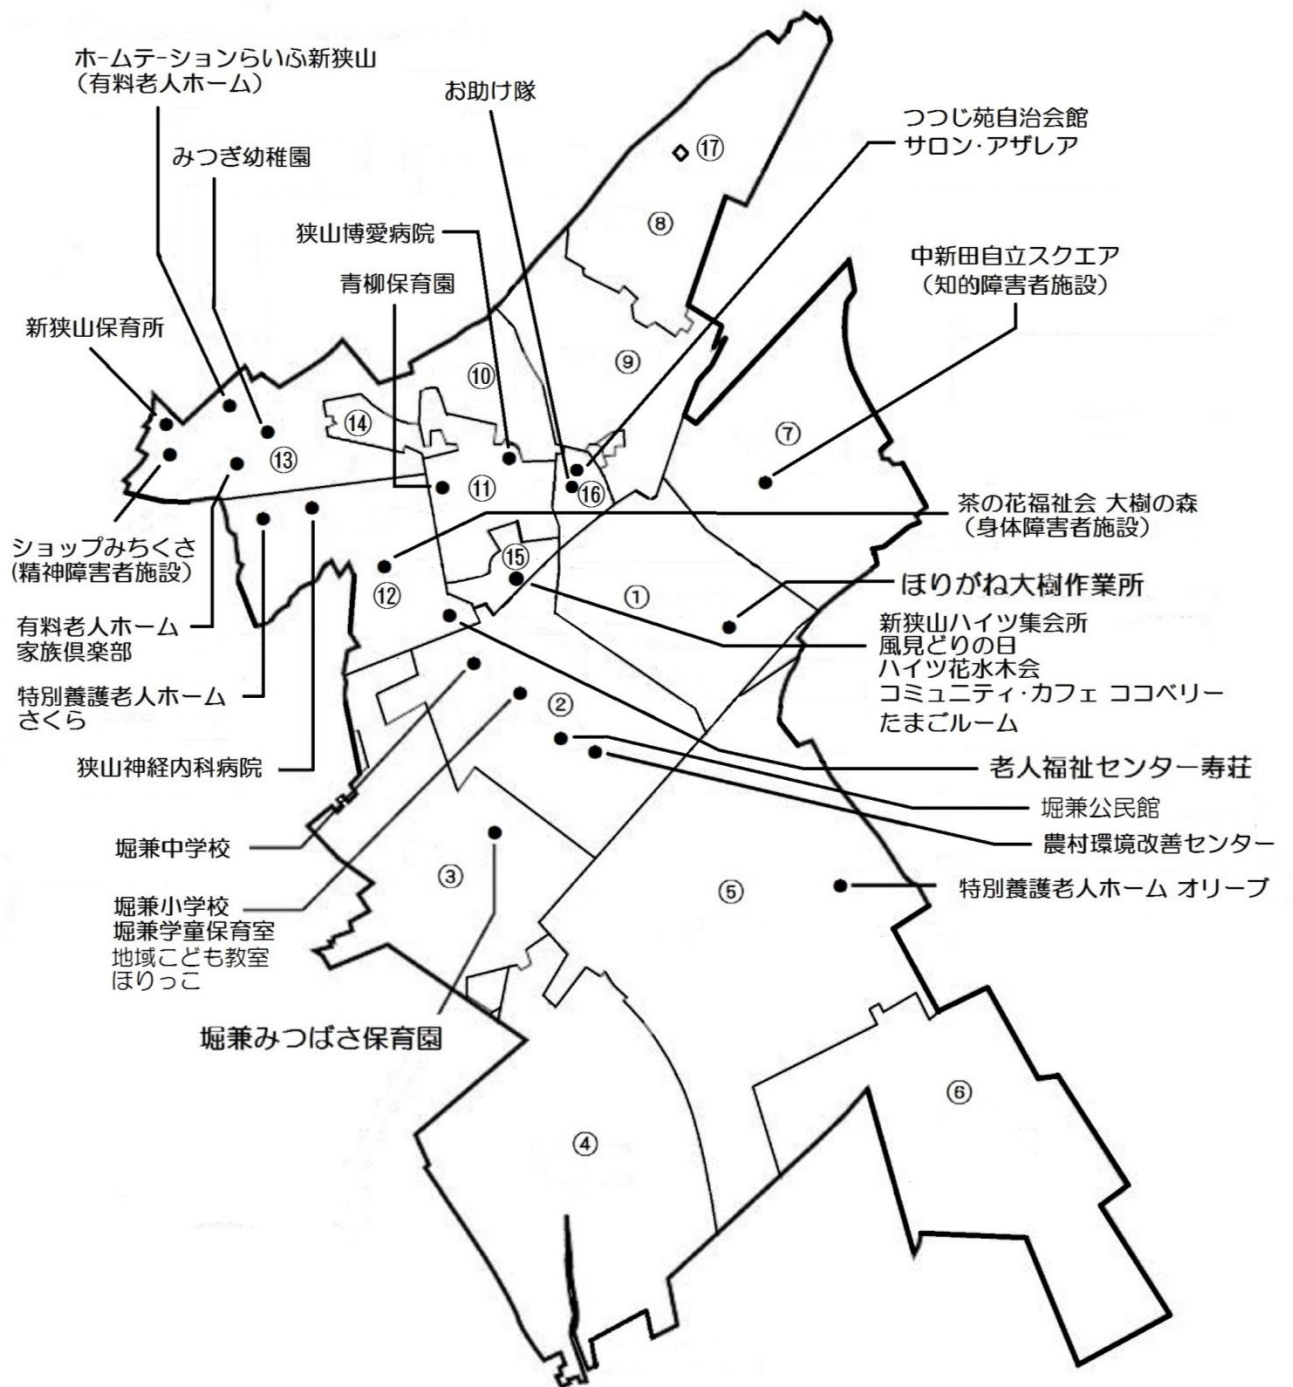 ホームテーションらいふ新狭山
（有料老人ホーム）
お助け隊
つつじ苑自治会館
サロン・アザレア
みつぎ幼稚園
⑰
⑧
狭山博愛病院
中新田自立スクエア
（知的障害者施設）
青柳保育園
新狭山保育所
⑨
⑩
⑭
⑦
⑬
⑪
⑯
茶の花福祉会 大樹の森
（身体障害者施設）
ショップみちくさ
(精神障害者施設）
⑮
⑫
①
ほりがね大樹作業所
有料老人ホーム
家族倶楽部
新狭山ハイツ集会所
風見どりの日
ハイツ花水木会
コミュニティ・カフェ ココベリー
たまごルーム
特別養護老人ホーム
さくら
②
狭山神経内科病院
老人福祉センター寿荘
堀兼公民館
堀兼中学校
農村環境改善センター
③
⑤
特別養護老人ホーム オリーブ
堀兼小学校
堀兼学童保育室
地域こども教室
ほりっこ
堀兼みつばさ保育園
⑥
④